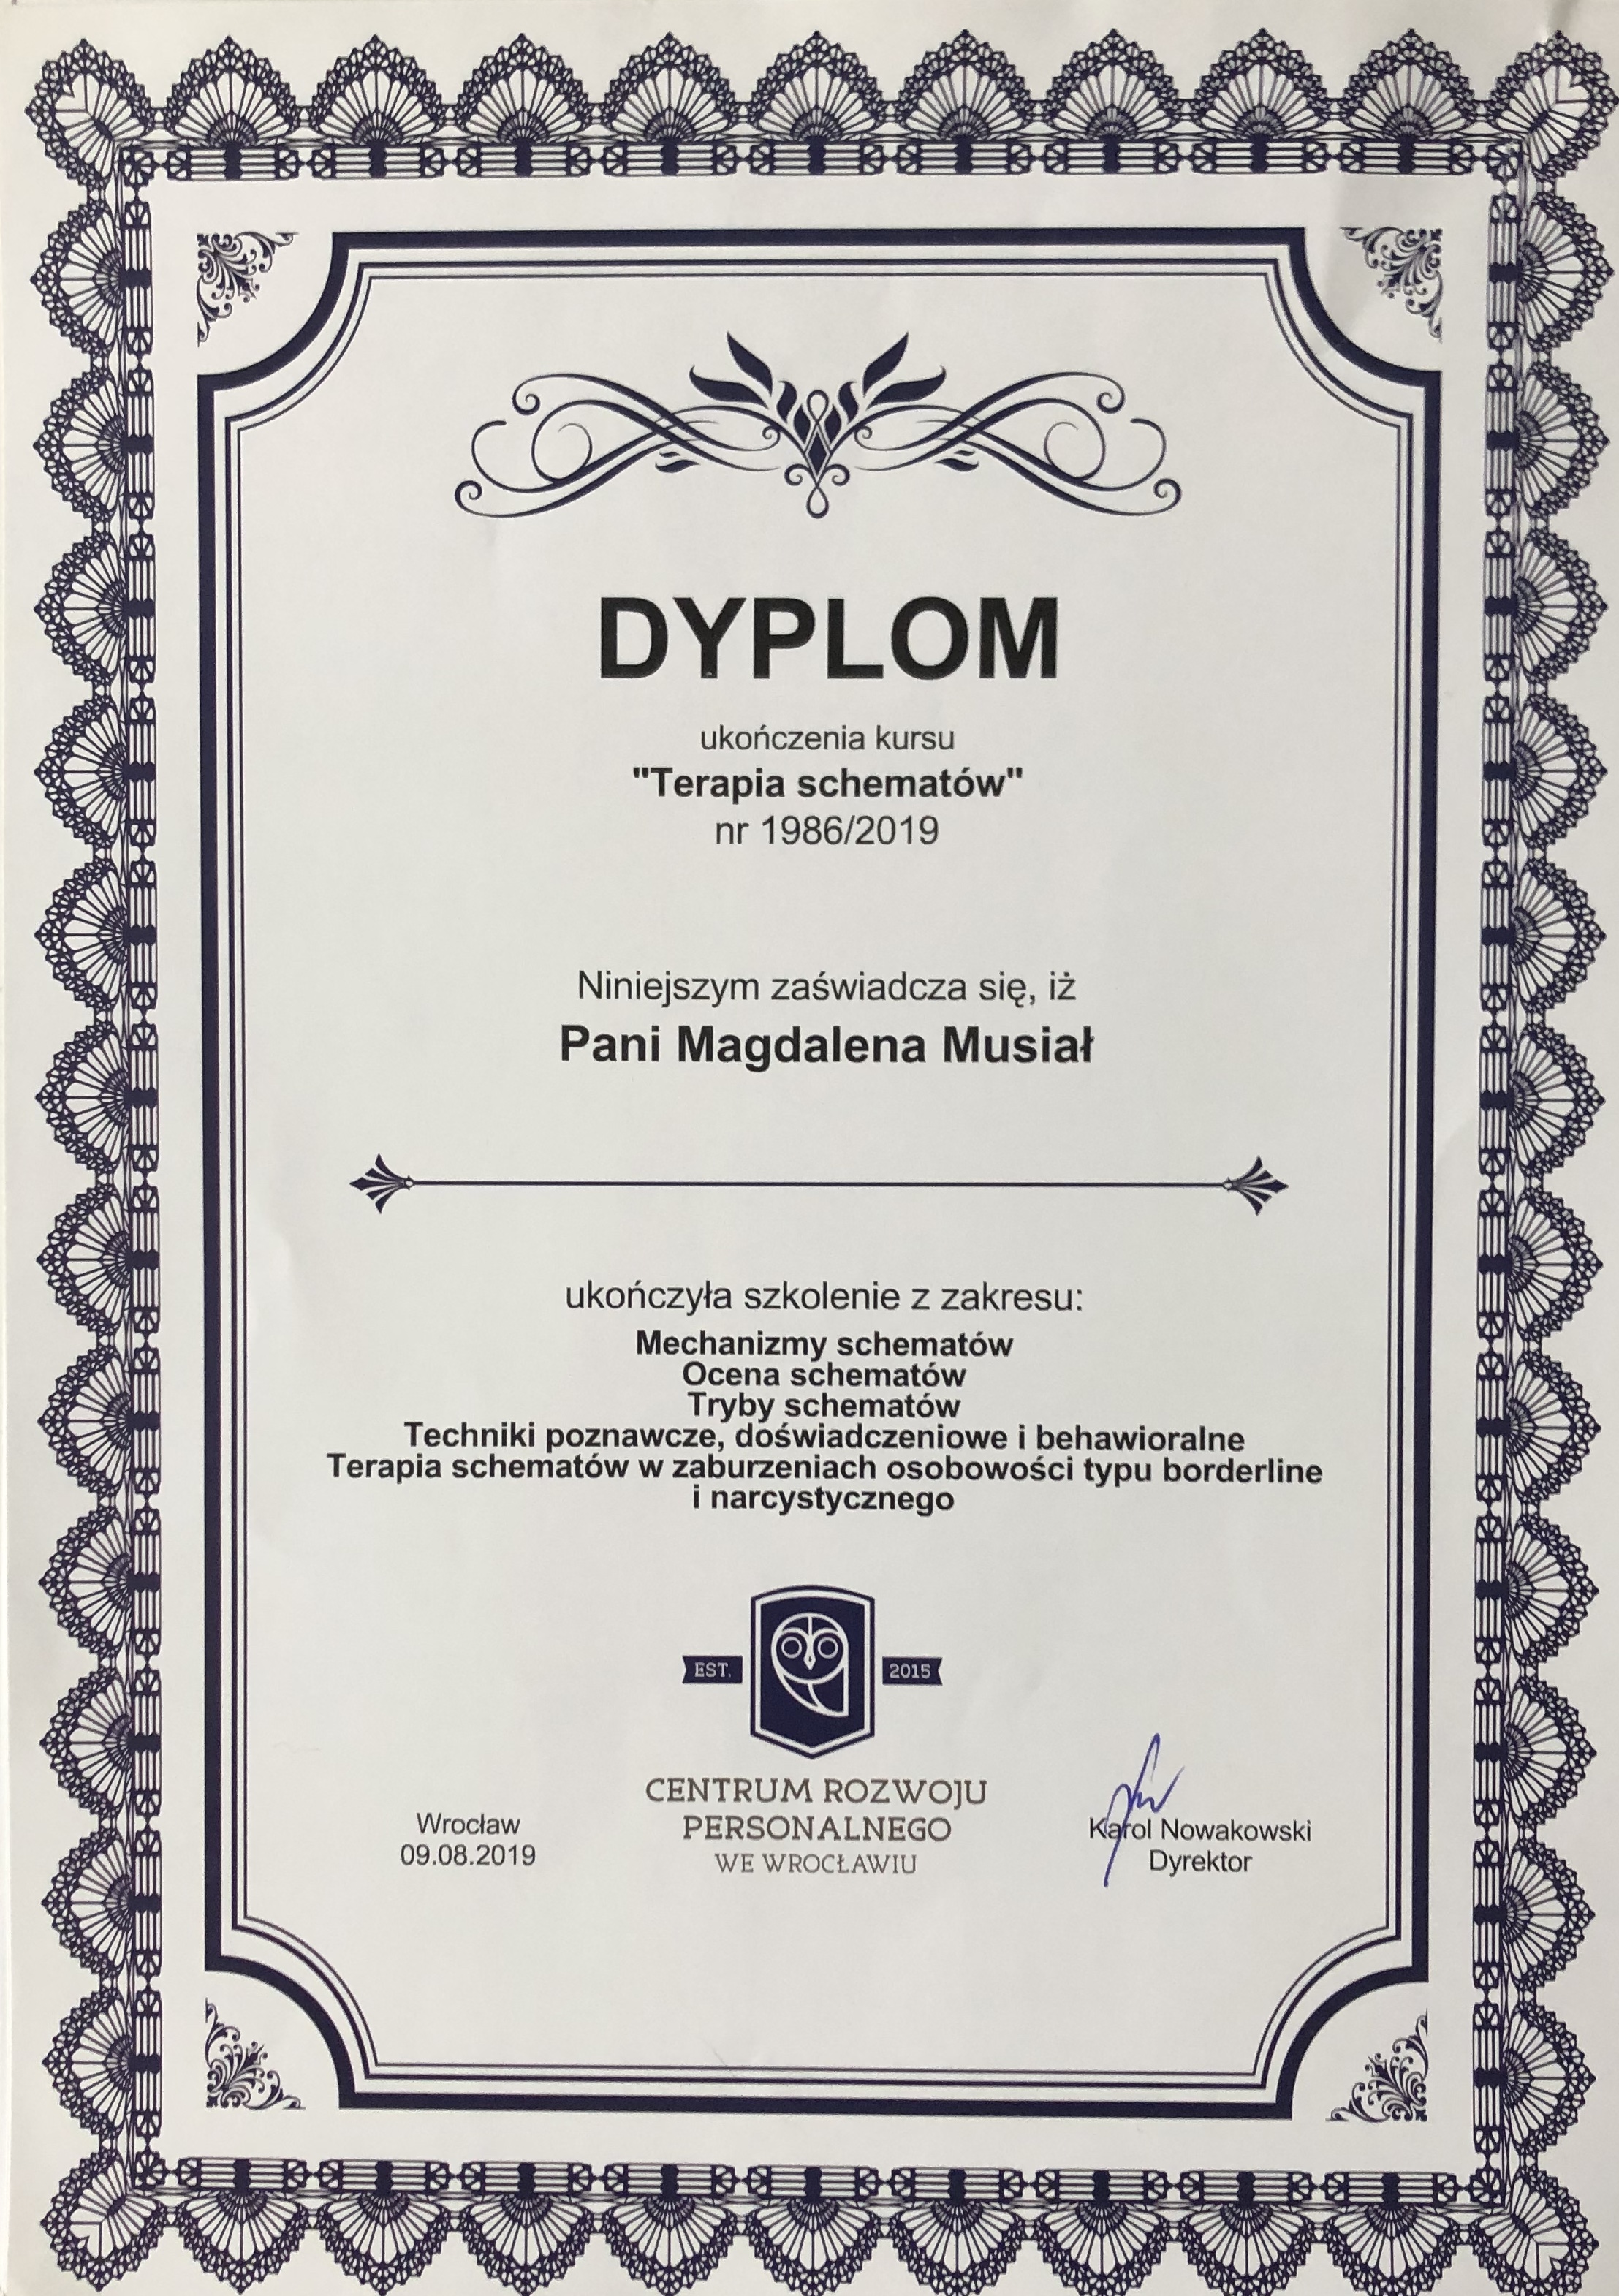 DYPLOM
ukończenia kursu
"Terapia schematów"
nr 1986/2019
Niniejszym zaświadcza się, iż
Pani Magdalena Musiał
ukończyła szkolenie z zakresu:
Mechanizmy schematów
Ocena schematów
Tryby schematów
Techniki poznawcze, doświadczeniowe i behawioralne
Terapia schematów w zaburzeniach osobowości typu borderline
i narcystycznego
EST. 2015
CENTRUM ROZWOJU
PERSONALNEGO
WE WROCŁAWIU
Wrocław
09.08.2019
Karol Nowakowski
Dyrektor